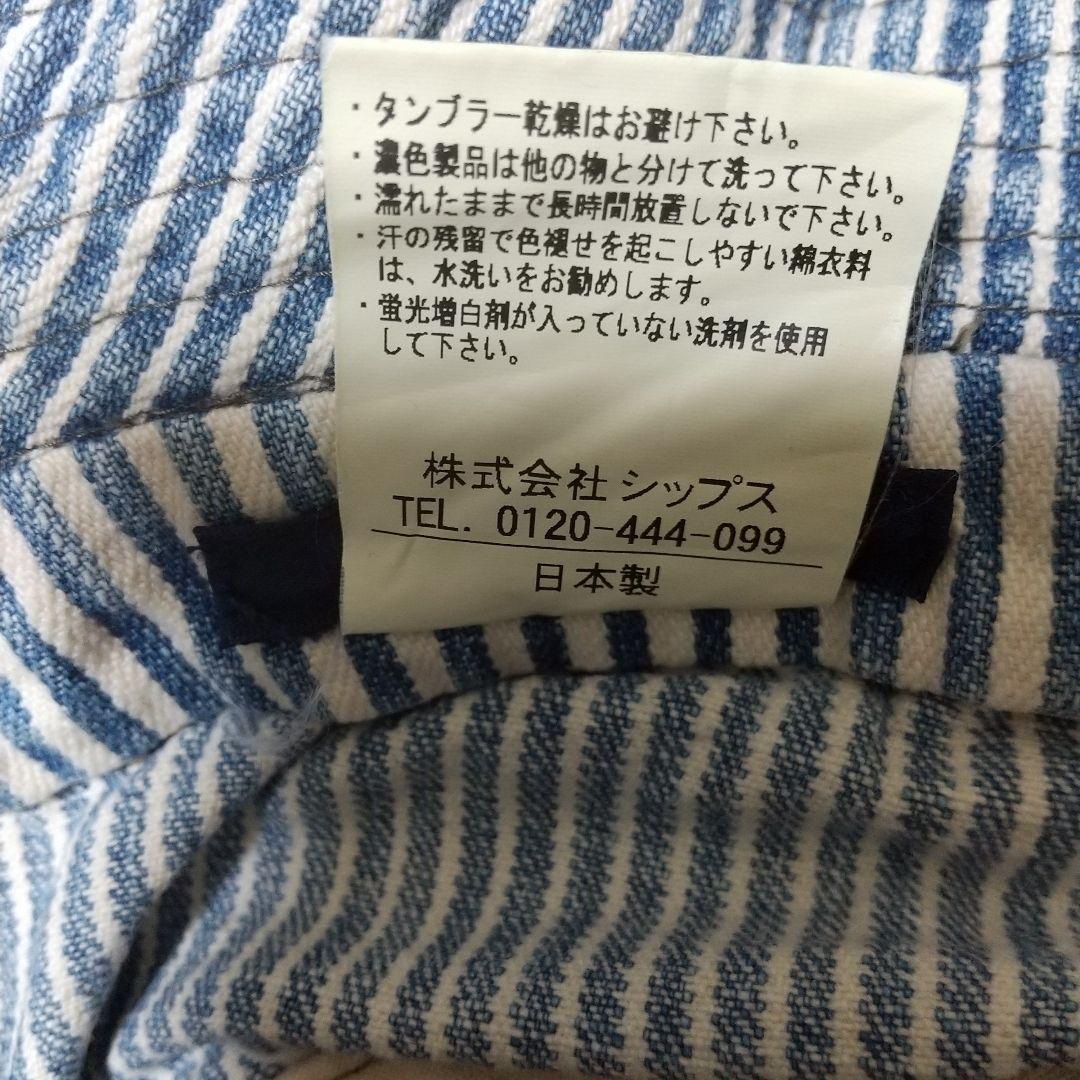 ・タンブラー乾燥はお避け下さい。
・濃色製品は他の物と分けて洗って下さい。
・濡れたままで長時間放置しないで下さい。
・汗の残留で色褪せを起こしやすい綿衣料
は、水洗いをお勧めします。
・蛍光増白剤が入っていない洗剤を使用
して下さい。
株式会社シップス
TEL. 0120-444-099
日本製